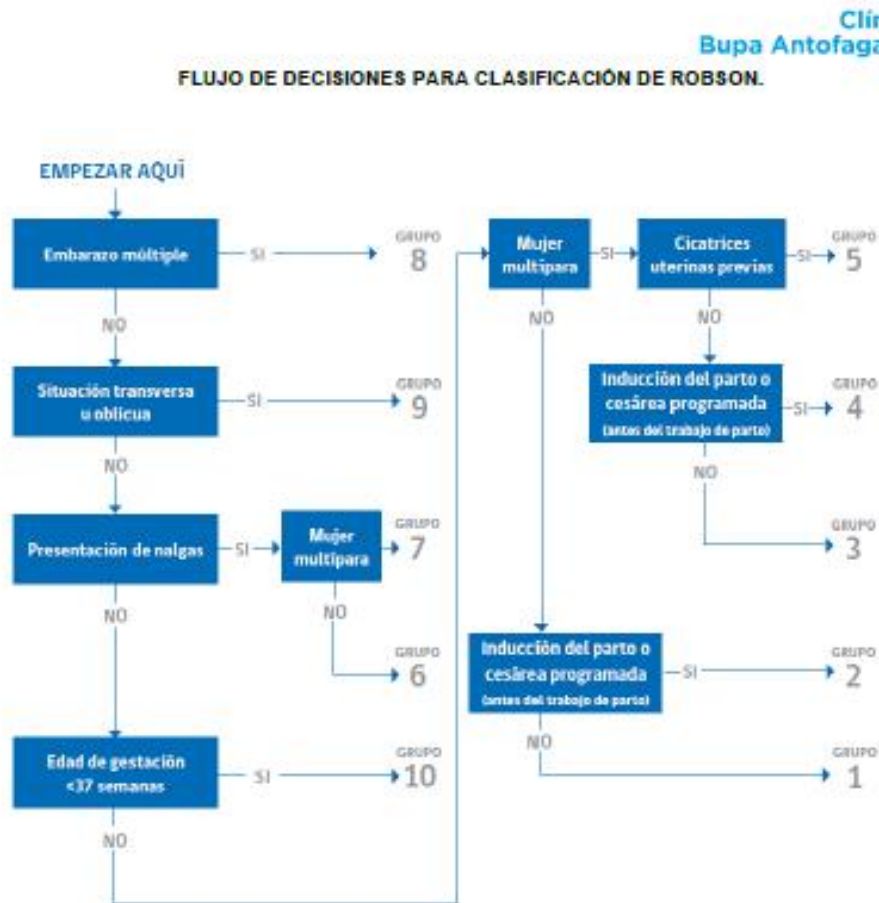 Clín
Bupa Antofaga
FLUJO DE DECISIONES PARA CLASIFICACIÓN DE ROBSON.
EMPEZAR AQUÍ
Embarazo múltiple
SI
GRUPO
8
NO
Situación transversa
u oblicua
SI
GRUPO
9
NO
Presentación de nalgas
SI
Mujer
multípara
GRUPO
7
NO
GRUPO
6
NO
Edad de gestación
<37 semanas
SI
GRUPO
10
NO
Mujer
multípara
SI
Cicatrices
uterinas previas
SI
GRUPO
5
NO
NO
Inducción del parto o
cesárea programada
(antes del trabajo de parto)
SI
GRUPO
4
NO
GRUPO
3
Inducción del parto o
cesárea programada
(antes del trabajo de parto)
SI
GRUPO
2
NO
GRUPO
1